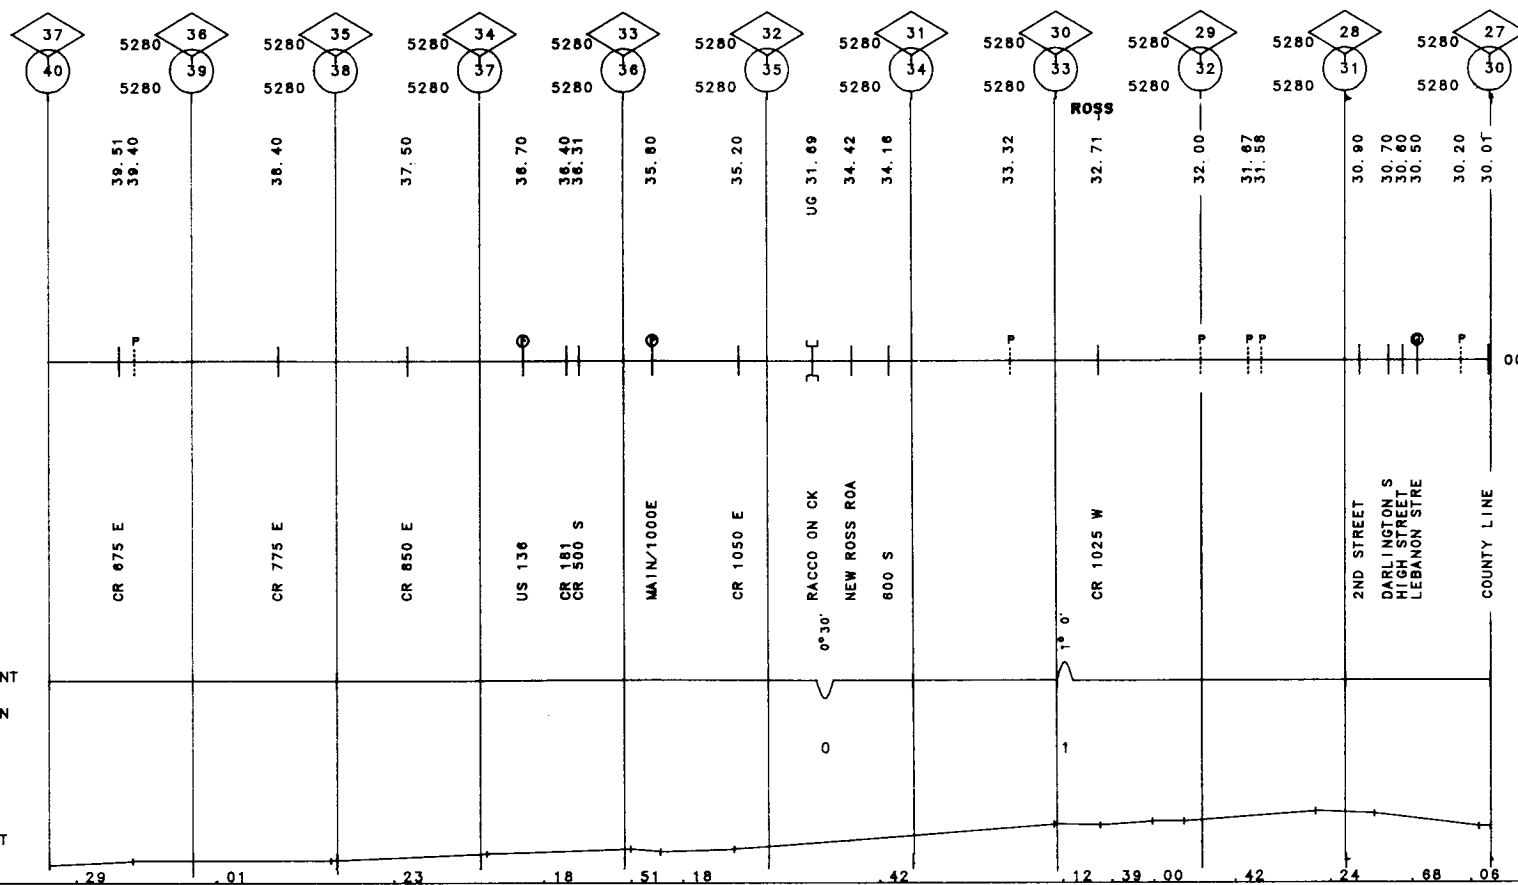 37 36 35 34 33 32 31 30 29 28 27
5280 5280 5280 5280 5280 5280 5280 5280 5280 5280
40 39 38 37 36 35 34 33 32 31 30
5280 5280 5280 5280 5280 5280 5280 5280 5280 5280
ROSS
39.51
39.40
38.40
37.50
36.70
36.40
36.31
35.80
35.20
UG 31.69
34.42
34.16
33.32
32.71
32.00
31.67
31.58
30.90
30.70
30.60
30.50
30.20
30.01
P P P P P P P P
00
CR 675 E
CR 775 E
CR 850 E
US 136
CR 181
CR 500 S
MAIN/1000E
CR 1050 E
RACCO ON CK
NEW ROSS ROA
600 S
CR 1025 W
2ND STREET
DARLINGTON S
HIGH STREET
LEBANON STRE
COUNTY LINE
0°30'
1° 0'
NT
N
0 1
T
.29 .01 .23 .18 .51 .18 .42 .12 .39 .00 .42 .24 .68 .06